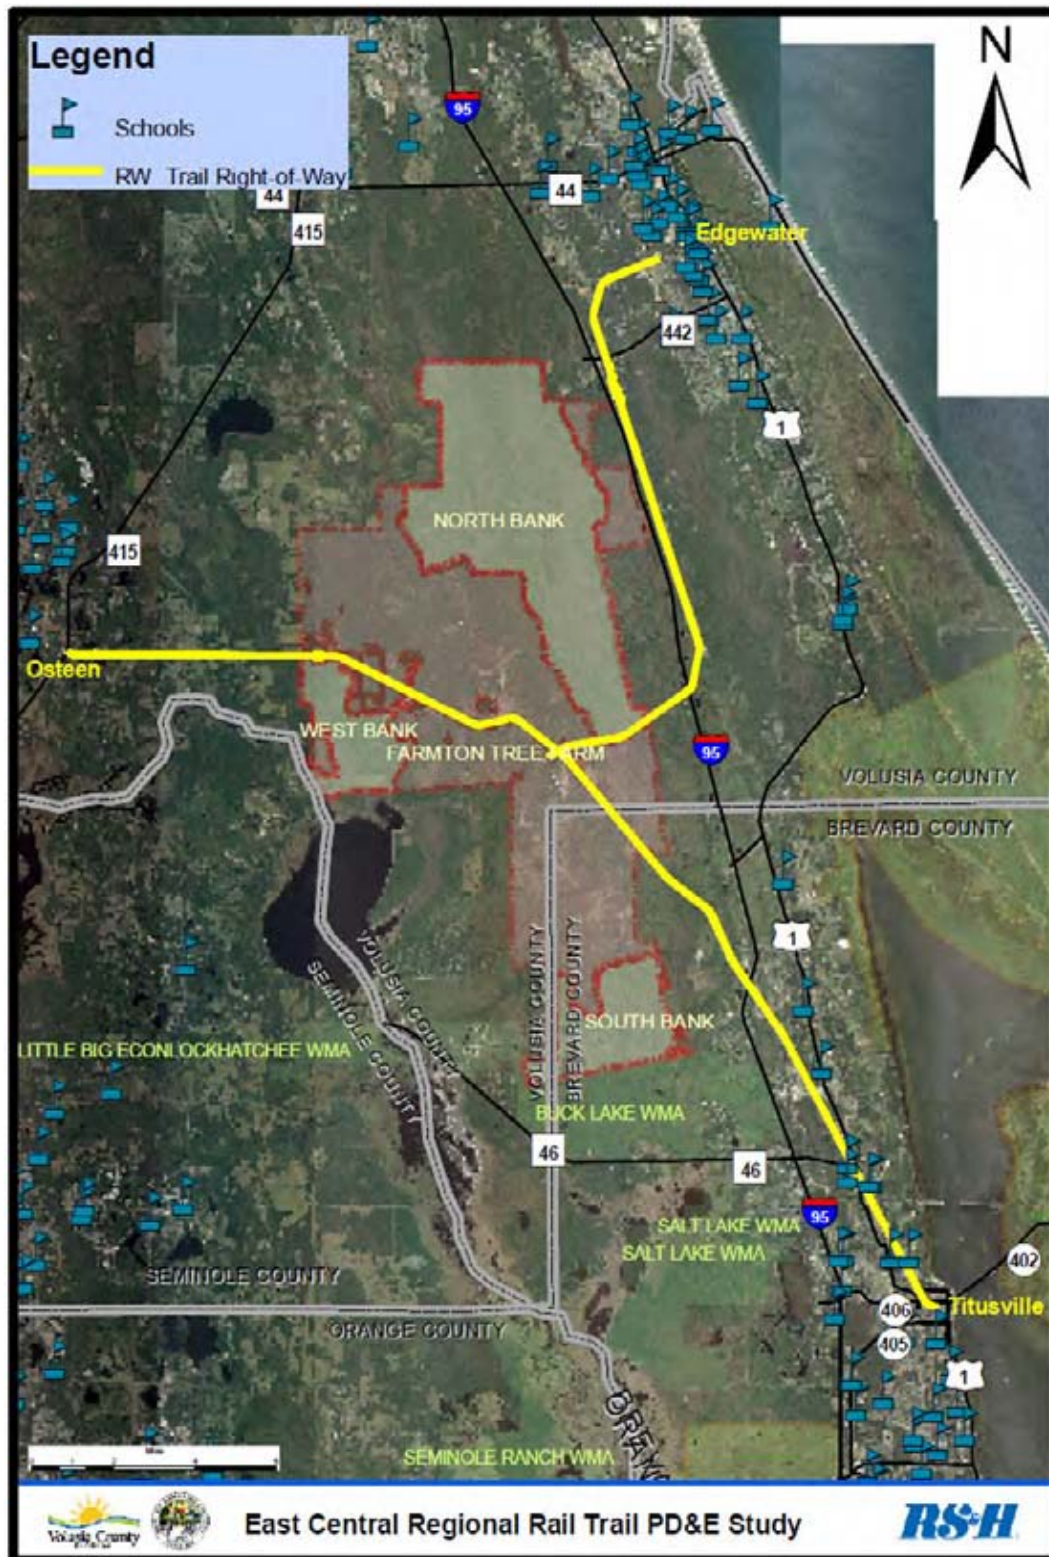 Legend
Schools
RW Trail Right-of-Way
N
95
44
44
415
Edgewater
442
1
NORTH BANK
415
Osteen
WEST BANK
FARMTON TREE FARM
95
VOLUSIA COUNTY
BREVARD COUNTY
1
VOLUSIA COUNTY
SEMINOLE COUNTY
VOLUSIA COUNTY
BREVARD COUNTY
SOUTH BANK
LITTLE BIG ECONLOCKHATCHEE WMA
BUCK LAKE WMA
46
46
95
SALT LAKE WMA
SALT LAKE WMA
402
SEMINOLE COUNTY
ORANGE COUNTY
406
Titusville
405
1
SEMINOLE RANCH WMA
Volusia County
East Central Regional Rail Trail PD&E Study
RS&H